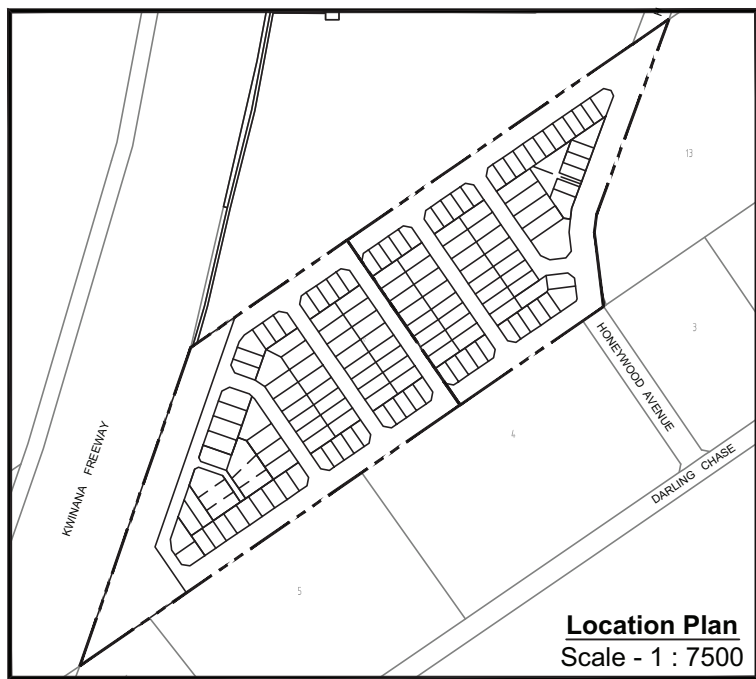 13
3
HONEYWOOD AVENUE
4
KWINANA FREEWAY
DARLING CHASE
5
Location Plan
Scale - 1 : 7500